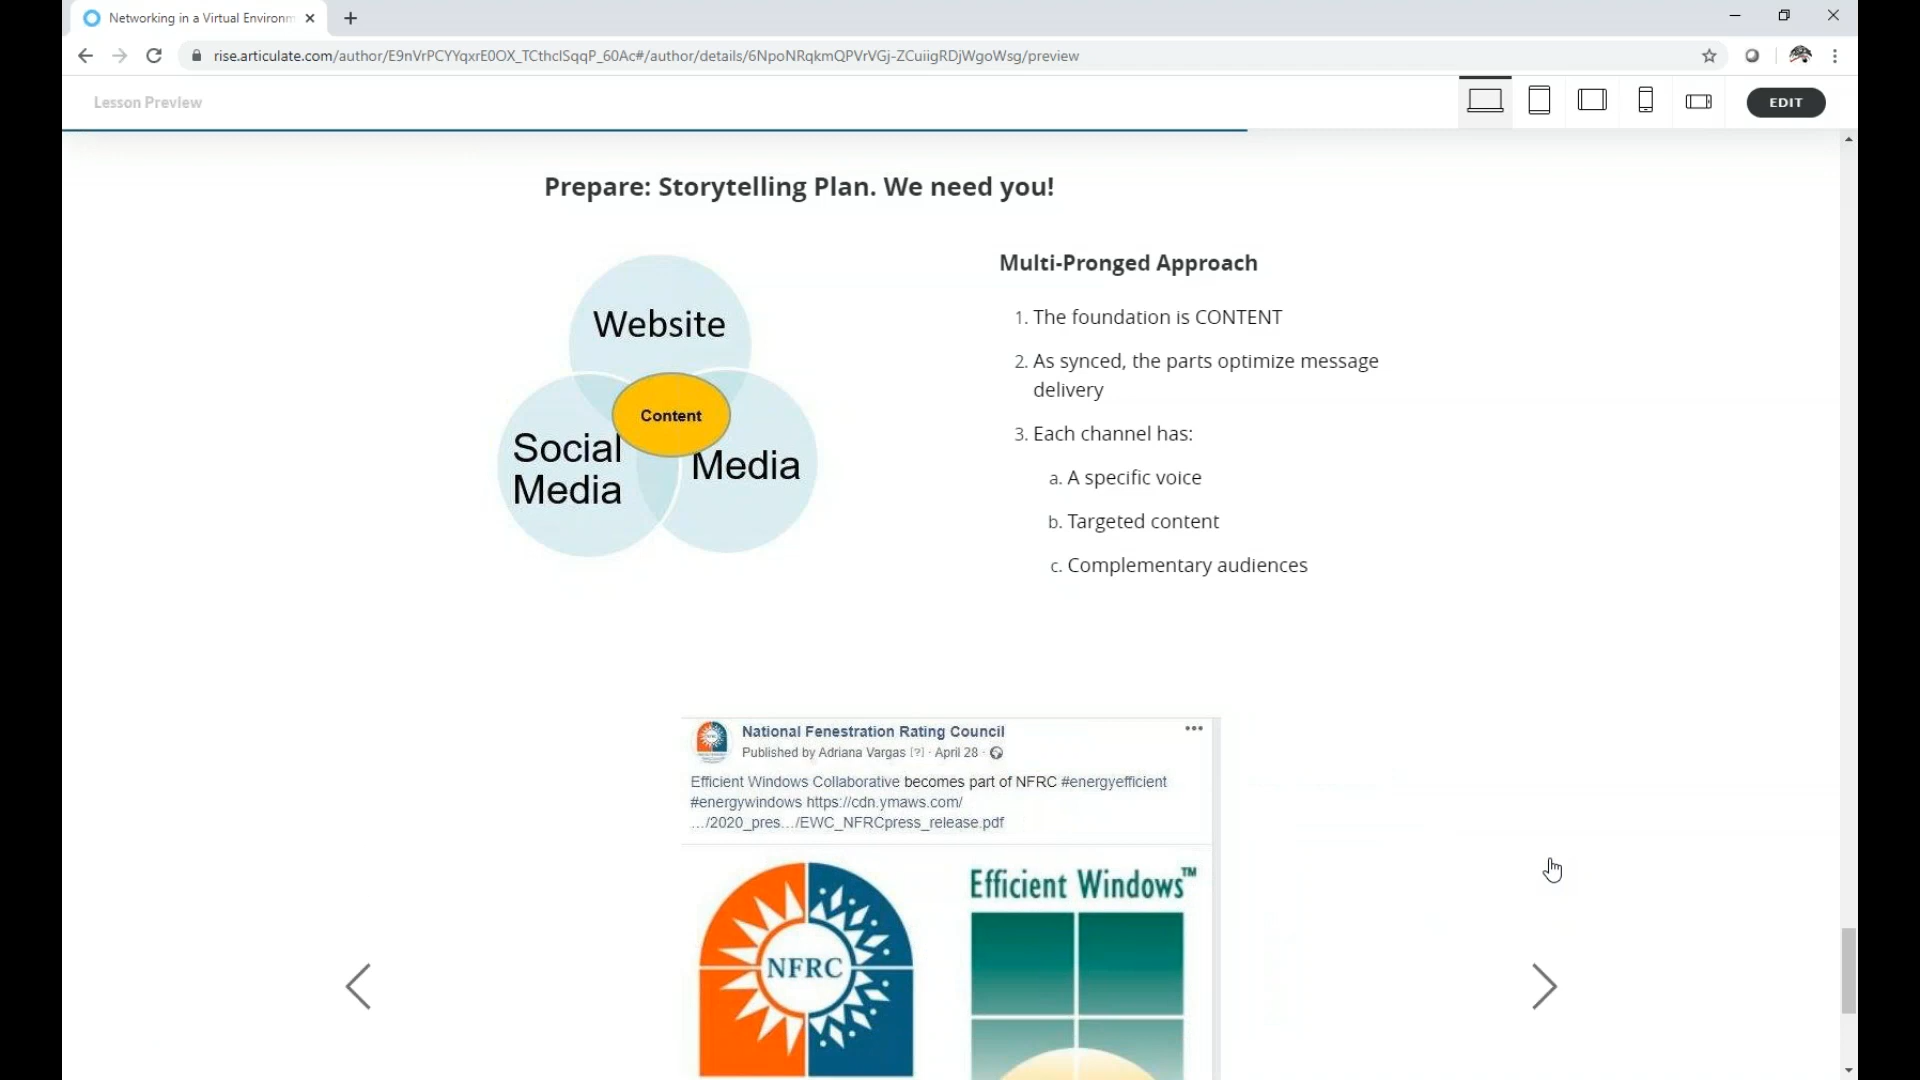 Networking in a Virtual Environm
rise.articulate.com/author/E9nVrPCYYqxrE0OX_TCthclSqqP_60Ac#/author/details/6NpoNRqkmQPVrVGj-ZCuiigRDjWgoWsg/preview
Lesson Preview
EDIT
Prepare: Storytelling Plan. We need you!
Website
Content
Social
Media
Media
Multi-Pronged Approach
1. The foundation is CONTENT
2. As synced, the parts optimize message
delivery
3. Each channel has:
a. A specific voice
b. Targeted content
c. Complementary audiences
National Fenestration Rating Council
Published by Adriana Vargas [?] · April 28 ·
Efficient Windows Collaborative becomes part of NFRC #energyefficient
#energywindows https://cdn.ymaws.com/
…/2020_pres…/EWC_NFRCpress_release.pdf
NFRC
Efficient Windows™